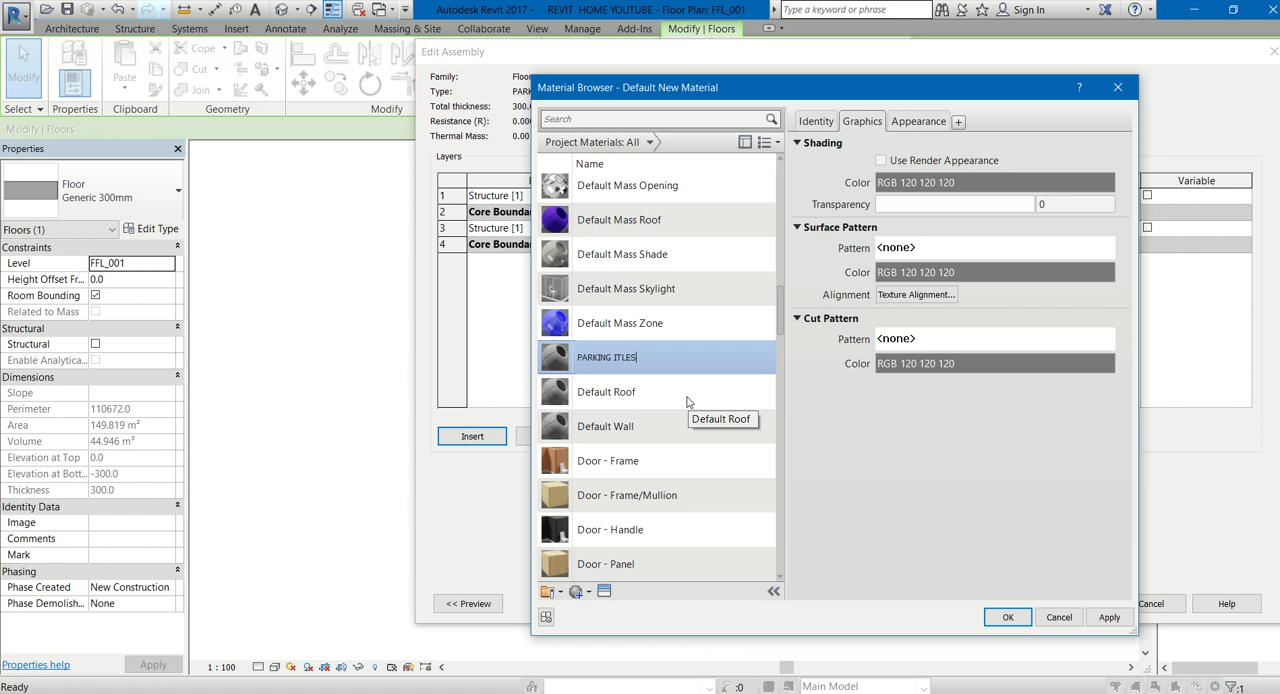 Autodesk Revit 2017 - REVIT HOME YOUTUBE - Floor Plan: FFL_001
Type a keyword or phrase
Sign In
Architecture Structure Systems Insert Annotate Analyze Massing & Site Collaborate View Manage Add-Ins Modify | Floors
Modify
Paste
Cope
Cut
Join
Select Properties Clipboard Geometry Modify
Modify | Floors
Properties
Floor
Generic 300mm
Floors (1)
Edit Type
Constraints
Level FFL_001
Height Offset Fr... 0.0
Room Bounding
Related to Mass
Structural
Structural
Enable Analytica...
Dimensions
Slope
Perimeter 110672.0
Area 149.819 m²
Volume 44.946 m³
Elevation at Top 0.0
Elevation at Bott... -300.0
Thickness 300.0
Identity Data
Image
Comments
Mark
Phasing
Phase Created New Construction
Phase Demolish... None
Properties help
Apply
Edit Assembly
Family: Floor
Type: PARK
Total thickness: 300.
Resistance (R): 0.00
Thermal Mass: 0.00
Layers
1 Structure [1]
2 Core Bounda
3 Structure [1]
4 Core Bounda
Variable
Insert
<< Preview
Cancel
Help
Material Browser - Default New Material
?
Search
Project Materials: All
Name
Default Mass Opening
Default Mass Roof
Default Mass Shade
Default Mass Skylight
Default Mass Zone
PARKING ITLES
Default Roof
Default Roof
Default Wall
Door - Frame
Door - Frame/Mullion
Door - Handle
Door - Panel
Identity Graphics Appearance +
Shading
Use Render Appearance
Color RGB 120 120 120
Transparency 0
Surface Pattern
Pattern <none>
Color RGB 120 120 120
Alignment Texture Alignment...
Cut Pattern
Pattern <none>
Color RGB 120 120 120
OK
Cancel
Apply
1 : 100
Ready
:0
Main Model
:1